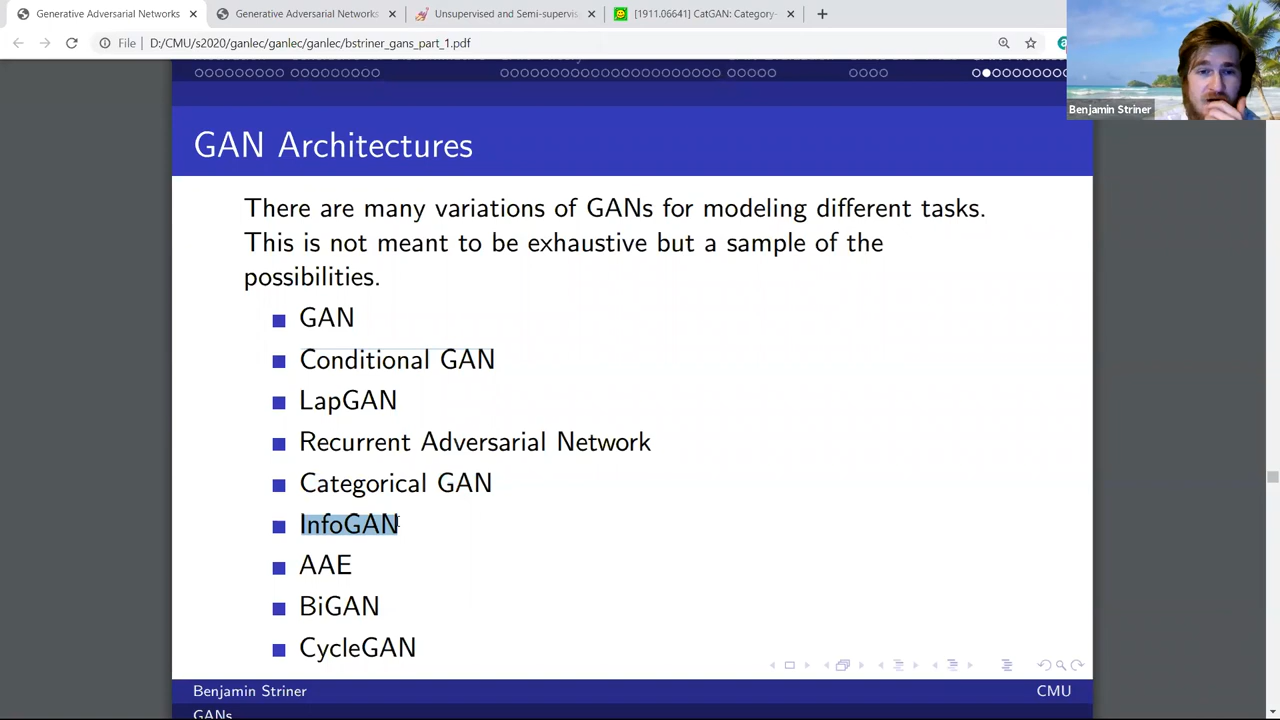 Generative Adversarial Networks
Generative Adversarial Networks
Unsupervised and Semi-supervis
[1911.06641] CatGAN: Category-
File
D:/CMU/s2020/ganlec/ganlec/ganlec/bstriner_gans_part_1.pdf
Benjamin Striner
GAN Architectures
There are many variations of GANs for modeling different tasks.
This is not meant to be exhaustive but a sample of the
possibilities.
GAN
Conditional GAN
LapGAN
Recurrent Adversarial Network
Categorical GAN
InfoGAN
AAE
BiGAN
CycleGAN
Benjamin Striner
CMU
GANs